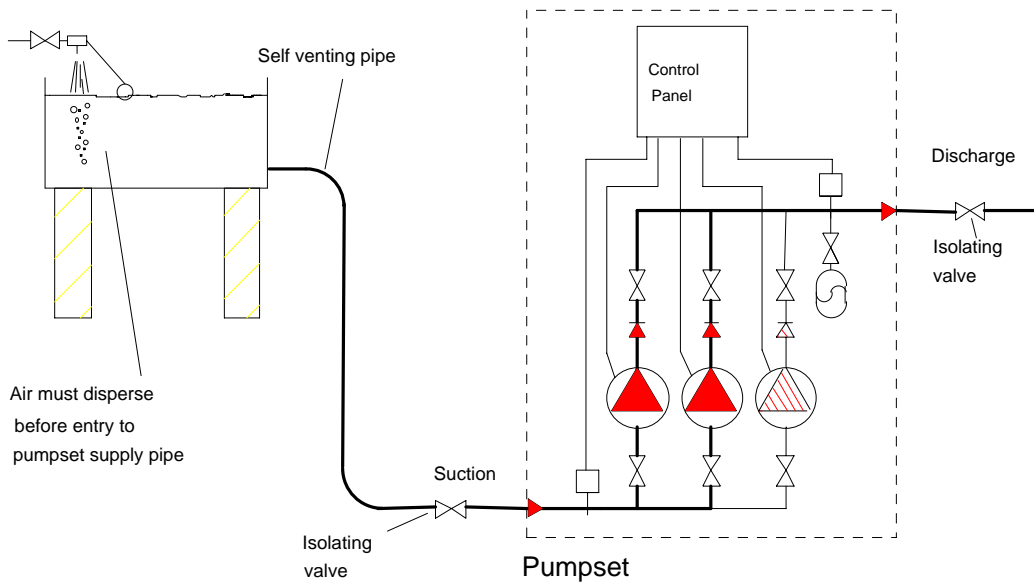 Self venting pipe
Control
Panel
Discharge
Isolating
valve
Air must disperse
before entry to
pumpset supply pipe
Suction
Isolating
valve
Pumpset